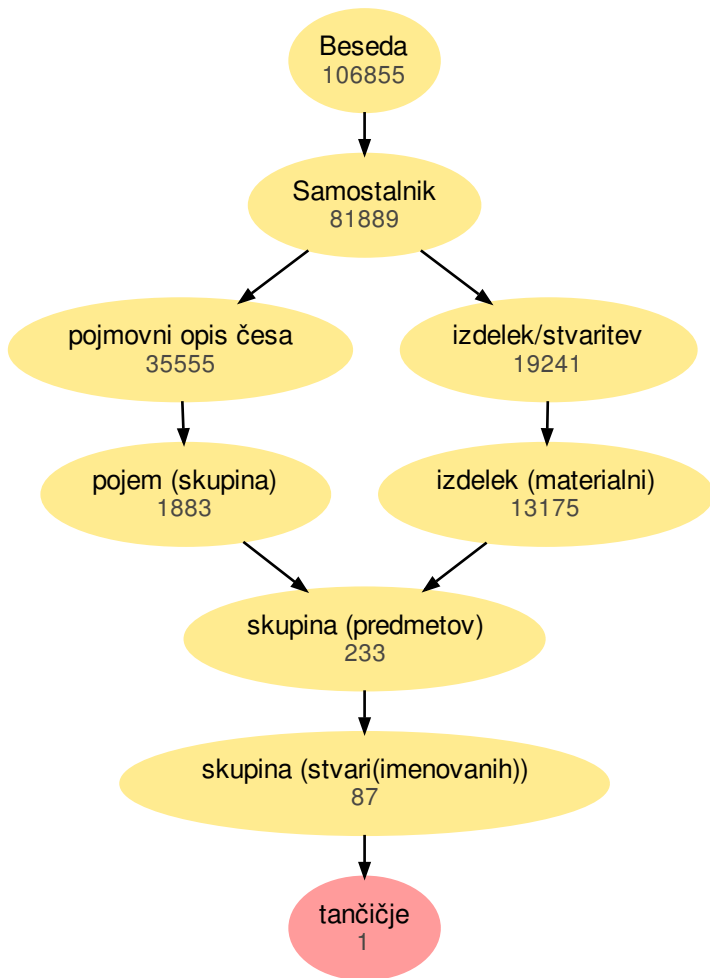 Beseda
106855
Samostalnik
81889
pojmovni opis česa
35555
izdelek/stvaritev
19241
pojem (skupina)
1883
izdelek (materialni)
13175
skupina (predmetov)
233
skupina (stvari(imenovanih))
87
tančičje
1